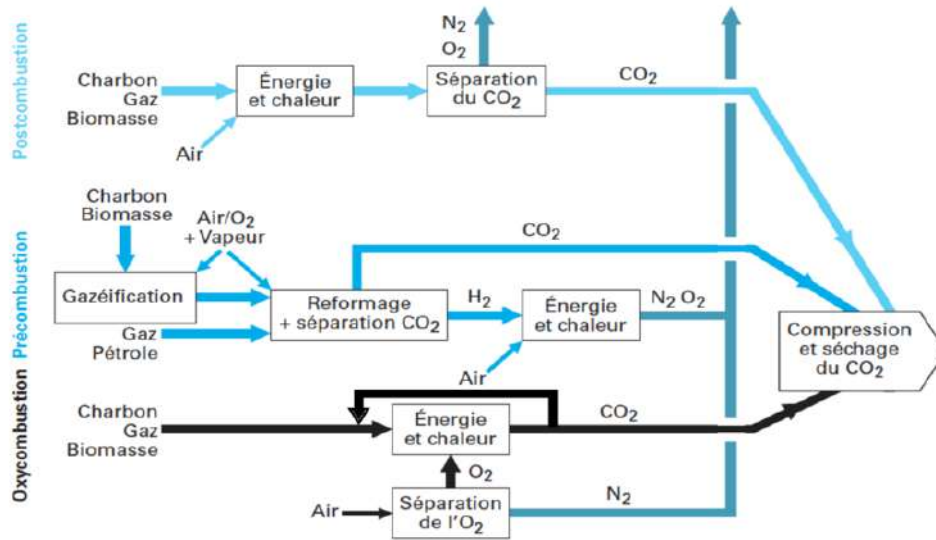 Postcombustion
Charbon
Gaz
Biomasse
Air
Énergie
et chaleur
N2
O2
Séparation
du CO2
CO2
Précombustion
Charbon
Biomasse
Air/O2
+ Vapeur
Gazéification
Gaz
Pétrole
Reformage
+ séparation CO2
CO2
H2
Air
Énergie
et chaleur
N2 O2
Compression
et séchage
du CO2
Oxycombustion
Charbon
Gaz
Biomasse
Énergie
et chaleur
CO2
O2
Air
Séparation
de l'O2
N2